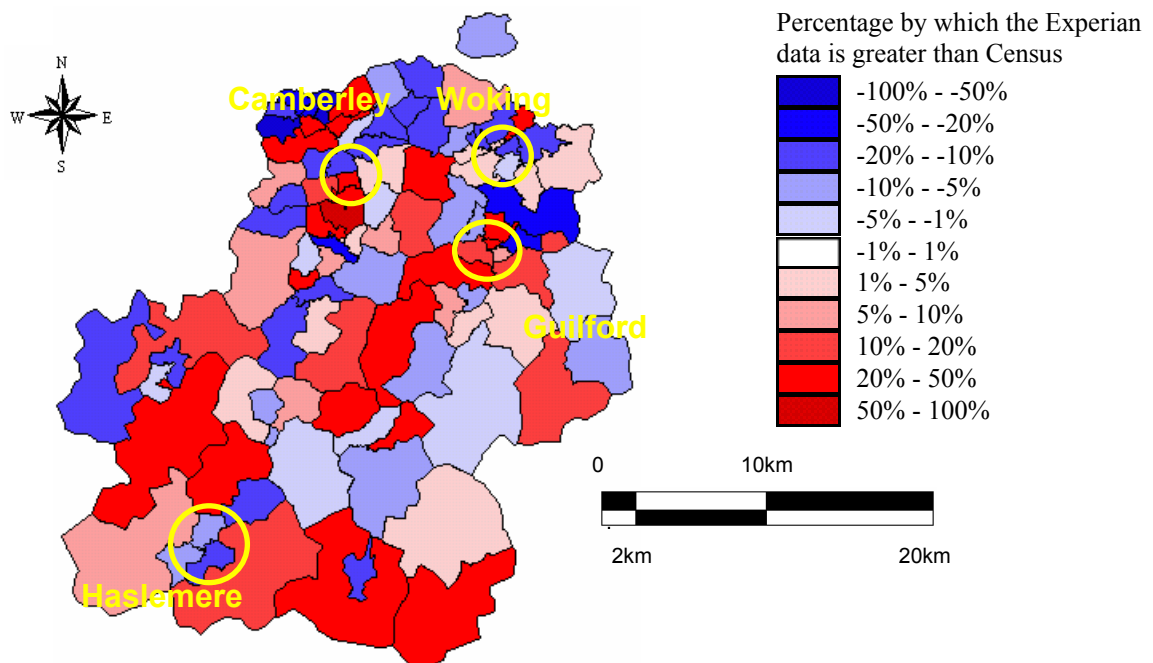 Percentage by which the Experian
data is greater than Census
-100% - -50%
-50% - -20%
-20% - -10%
-10% - -5%
-5% - -1%
-1% - 1%
1% - 5%
5% - 10%
10% - 20%
20% - 50%
50% - 100%
N
W E
S
Camberley
Woking
Guilford
Haslemere
0 10km
2km 20km